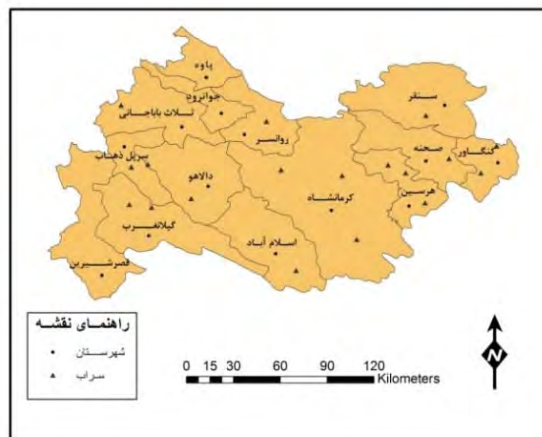 پاوه
جوانرود
ثلاث باباجانی
روانسر
سنقر
کنگاور
صحنه
سرپل ذهاب
دالاهو
هرسین
کرمانشاه
گیلانغرب
اسلام آباد
قصرشیرین
راهنمای نقشه
شهرستان
سراب
0 15 30 60 90 120
Kilometers
N